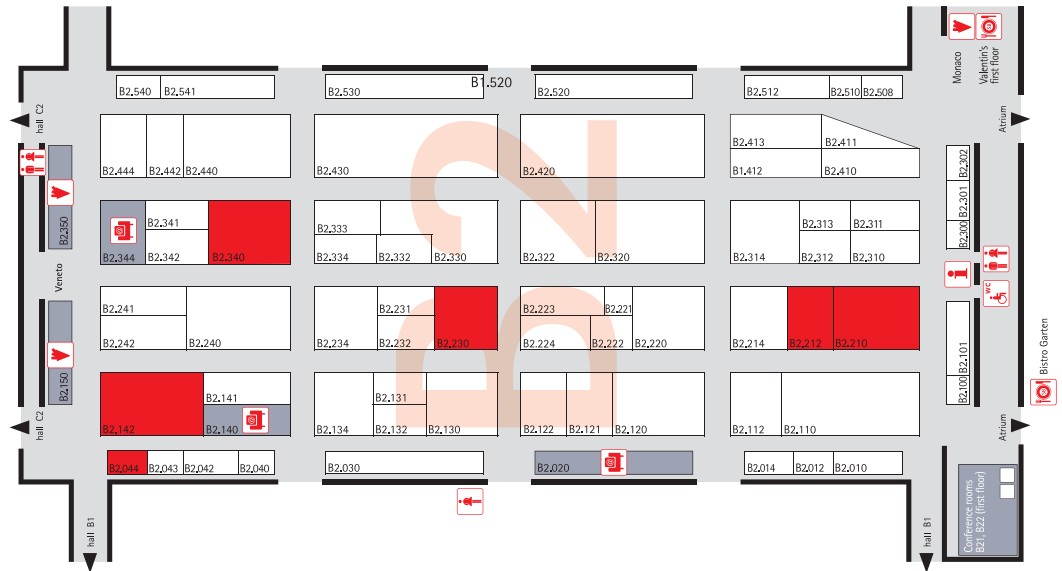 Monaco
Valentin's
first floor
B2.540
B2.541
B2.530
B1.520
B2.520
B2.512
B2.510
B2.508
hall C2
Atrium
B2.444
B2.442
B2.440
B2.430
B2.420
B2.413
B2.411
B1.412
B2.410
B2.302
B2.301
B2.300
B2.350
B2
B2.341
B2.344
B2.342
B2.340
B2.333
B2.334
B2.332
B2.330
B2.322
B2.320
B2.313
B2.311
B2.314
B2.312
B2.310
Veneto
WC
B2.241
B2.242
B2.240
B2.231
B2.234
B2.232
B2.230
B2.223
B2.221
B2.224
B2.222
B2.220
B2.214
B2.212
B2.210
B2.150
B2.101
B2.100
Bistro Garten
B2.141
B2.142
B2.140
B2.131
B2.134
B2.132
B2.130
B2.122
B2.121
B2.120
B2.112
B2.110
hall C2
Atrium
B2.044
B2.043
B2.042
B2.040
B2.030
B2.020
B2.014
B2.012
B2.010
Conference rooms
B21, B22 (first floor)
hall B1
hall B1